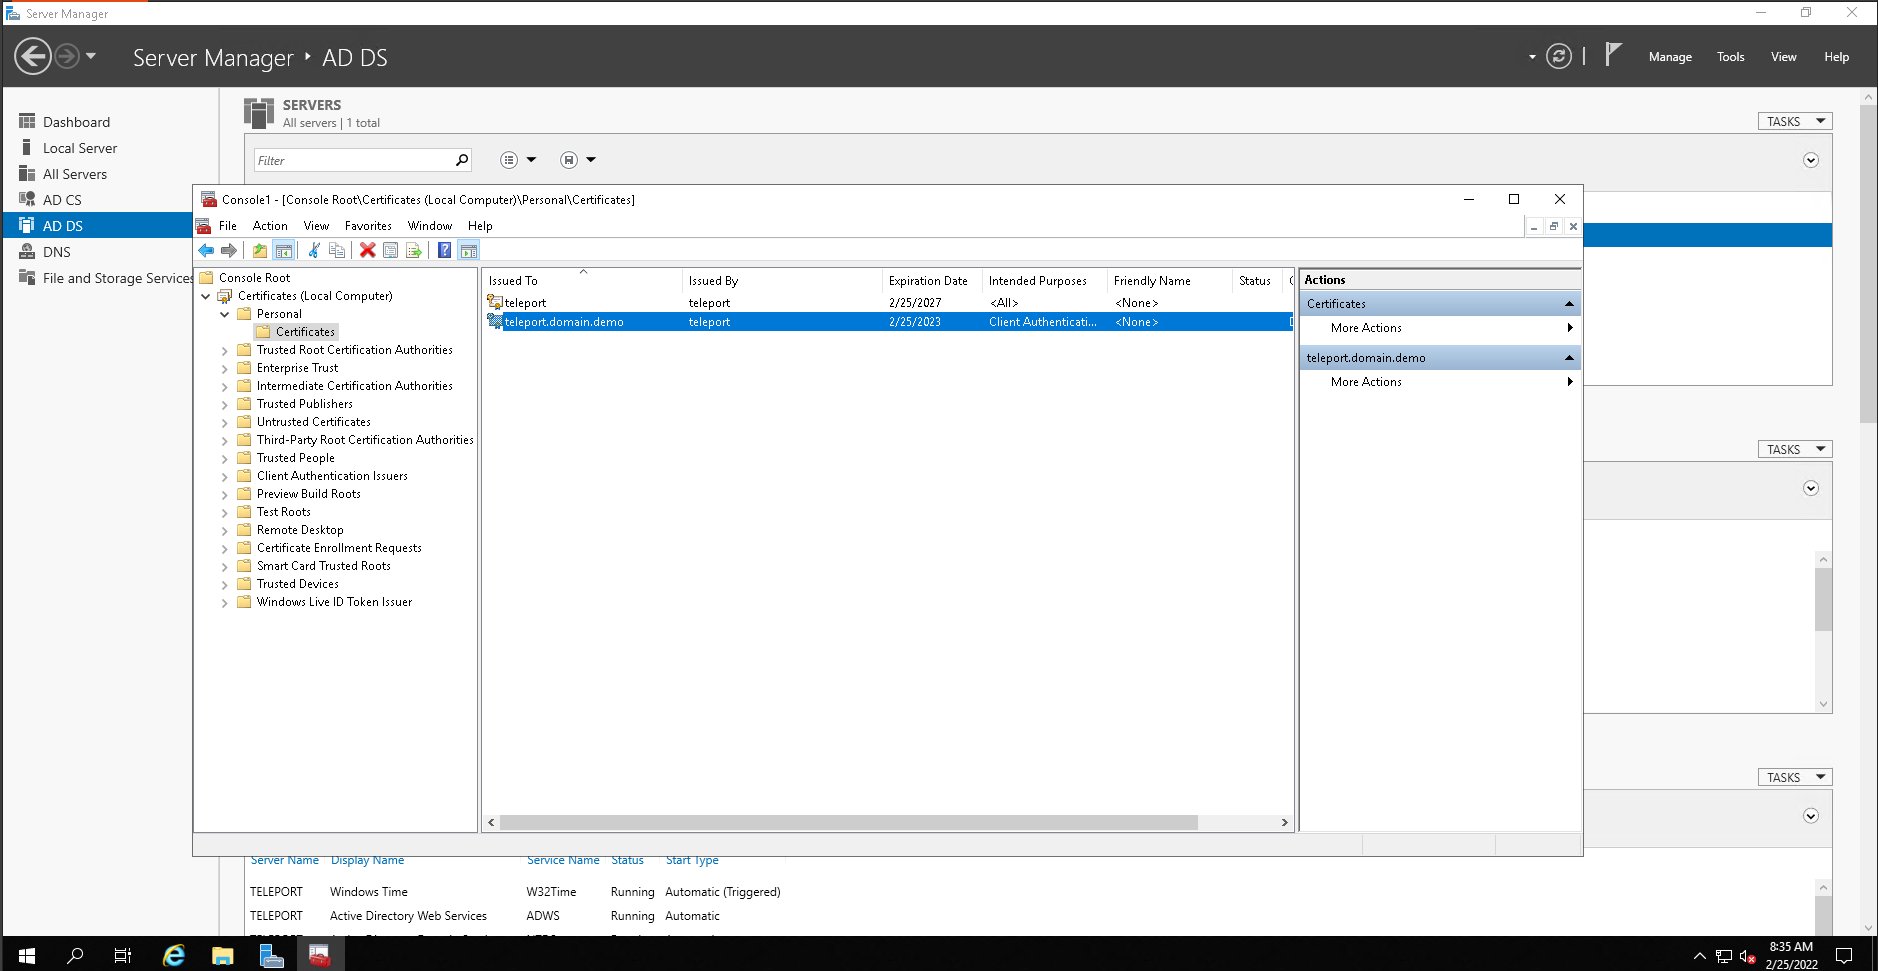 Server Manager
Server Manager ‣ AD DS
Manage Tools View Help
Dashboard
Local Server
All Servers
AD CS
AD DS
DNS
File and Storage Services
SERVERS
All servers | 1 total
TASKS
Filter
Console1 - [Console Root\Certificates (Local Computer)\Personal\Certificates]
File Action View Favorites Window Help
Console Root
Certificates (Local Computer)
Personal
Certificates
Trusted Root Certification Authorities
Enterprise Trust
Intermediate Certification Authorities
Trusted Publishers
Untrusted Certificates
Third-Party Root Certification Authorities
Trusted People
Client Authentication Issuers
Preview Build Roots
Test Roots
Remote Desktop
Certificate Enrollment Requests
Smart Card Trusted Roots
Trusted Devices
Windows Live ID Token Issuer
Issued To Issued By Expiration Date Intended Purposes Friendly Name Status
teleport teleport 2/25/2027 <All> <None>
teleport.domain.demo teleport 2/25/2023 Client Authenticati... <None>
Actions
Certificates
More Actions
teleport.domain.demo
More Actions
TASKS
TASKS
Server Name Display Name Service Name Status Start Type
TELEPORT Windows Time W32Time Running Automatic (Triggered)
TELEPORT Active Directory Web Services ADWS Running Automatic
8:35 AM
2/25/2022